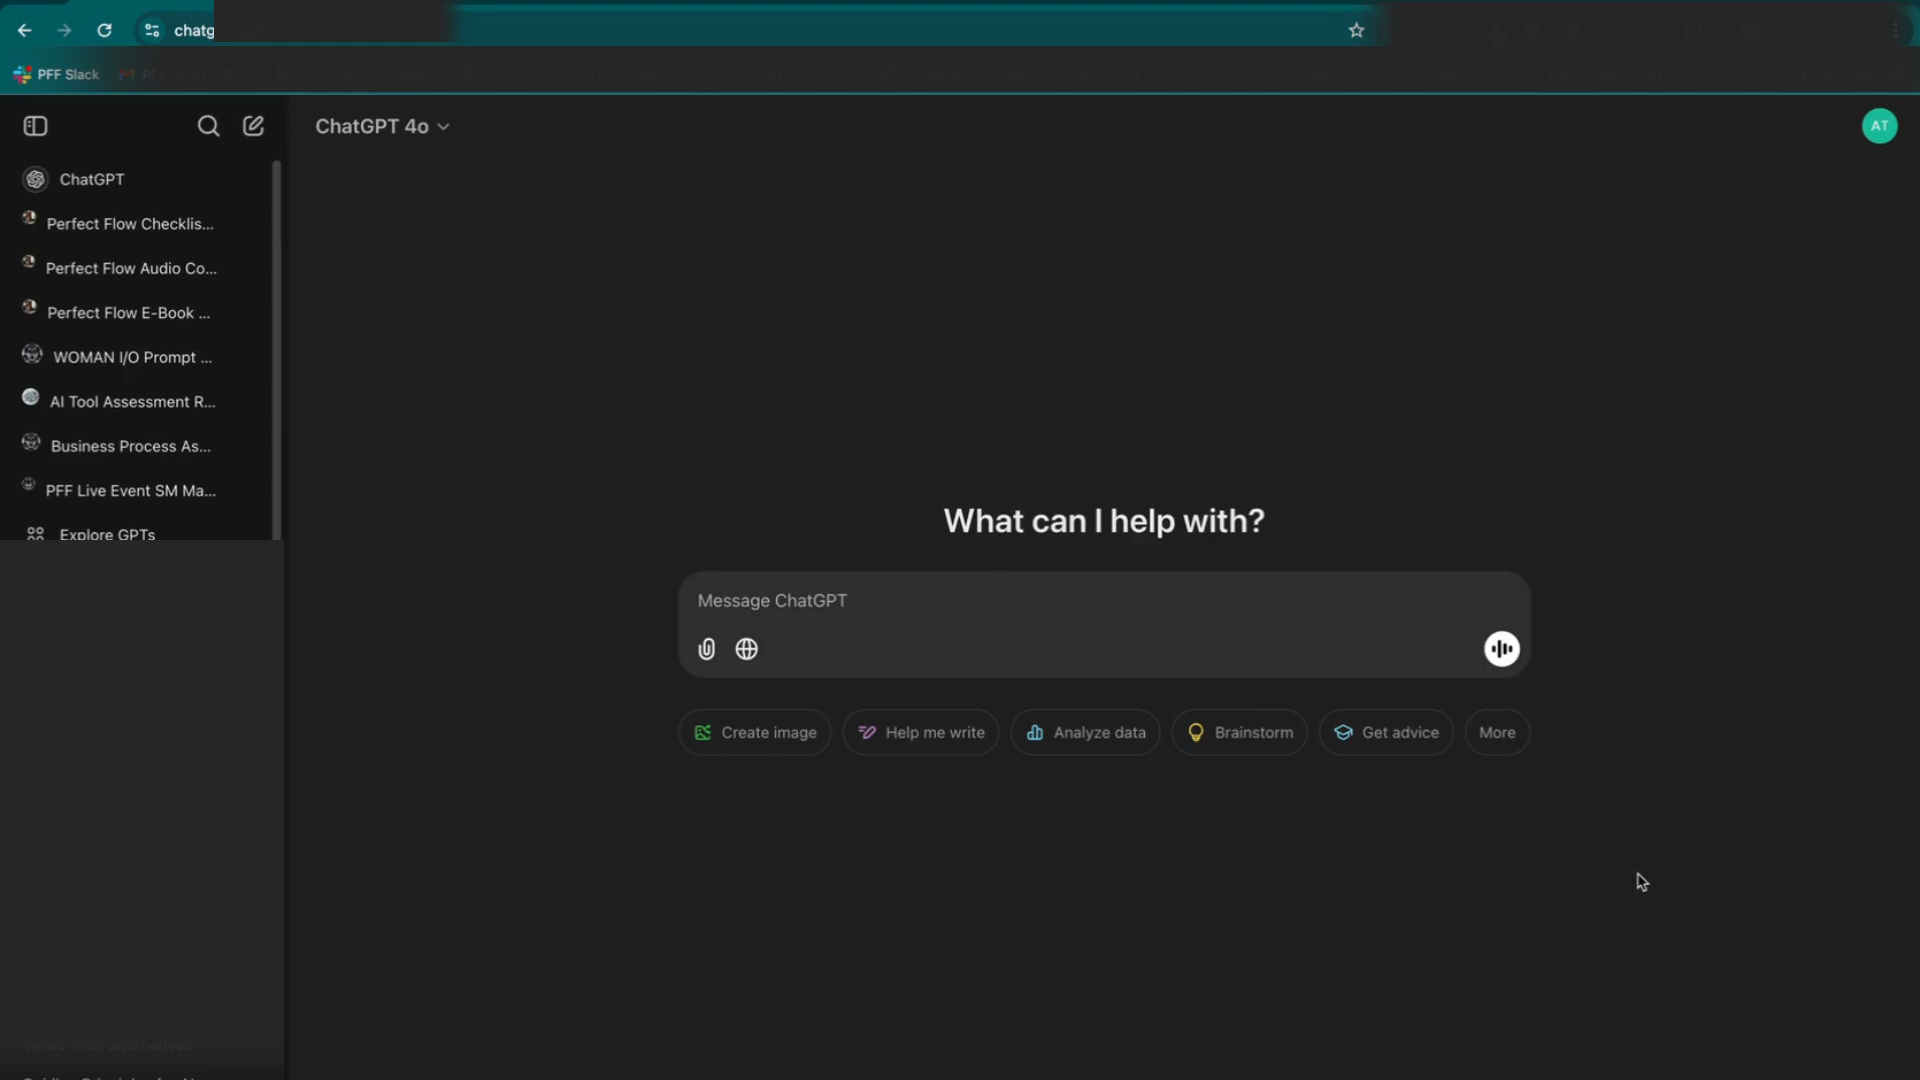 chatg
PFF Slack
ChatGPT 4o
AT
ChatGPT
Perfect Flow Checklis...
Perfect Flow Audio Co...
Perfect Flow E-Book ...
WOMAN I/O Prompt ...
AI Tool Assessment R...
Business Process As...
PFF Live Event SM Ma...
Explore GPTs
What can I help with?
Message ChatGPT
Create image
Help me write
Analyze data
Brainstorm
Get advice
More